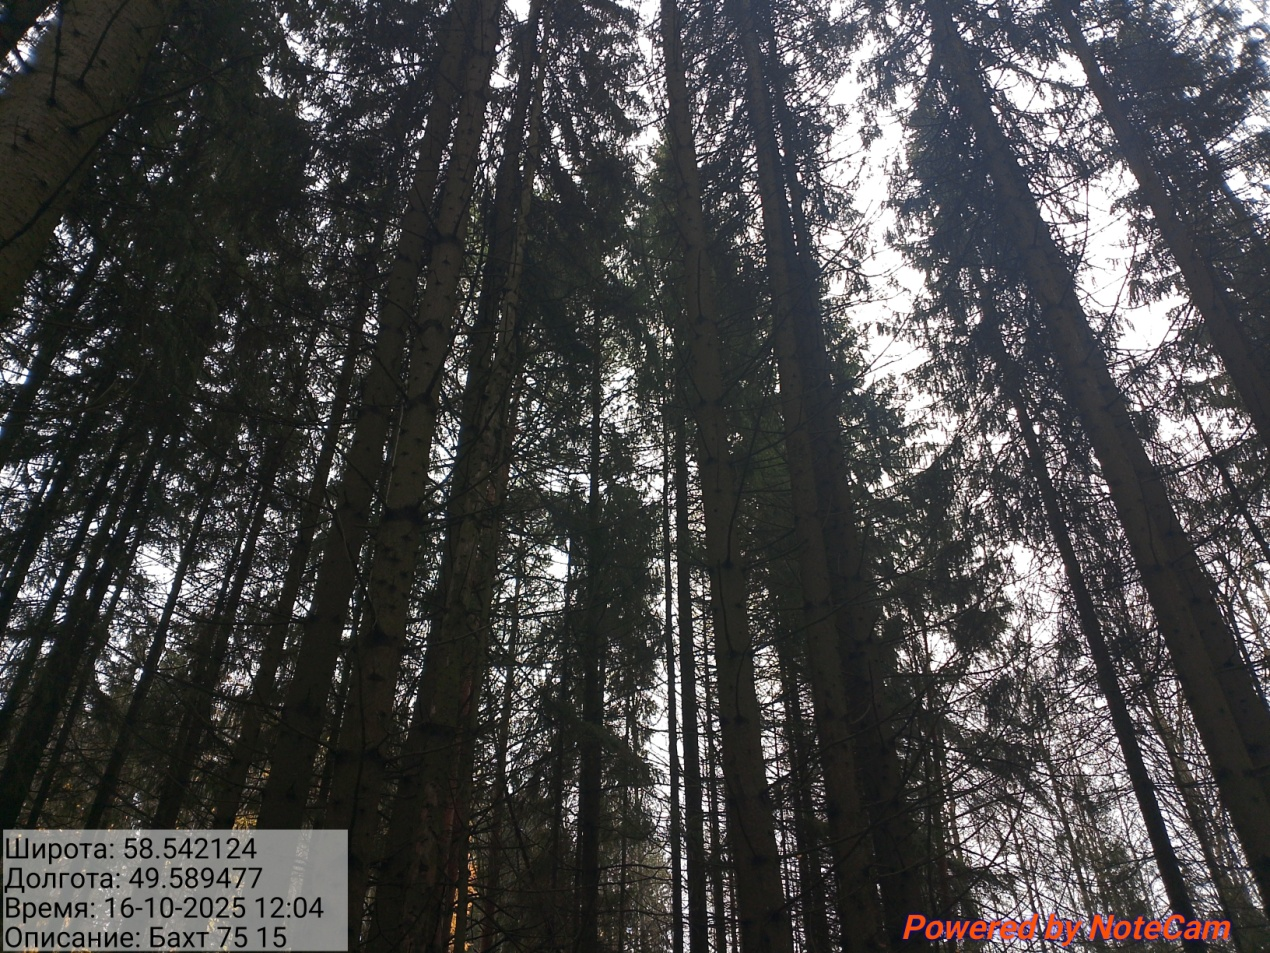 Широта: 58.542124
Долгота: 49.589477
Время: 16-10-2025 12:04
Описание: Бахт 75 15
Powered by NoteCam